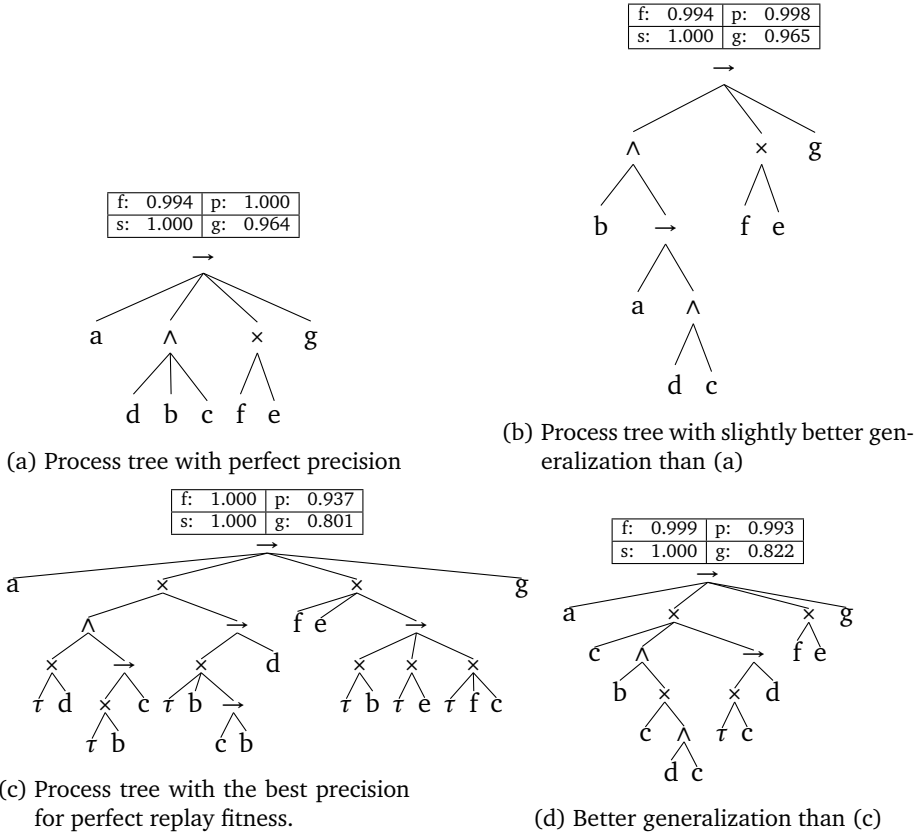 f: 0.994 p: 1.000
s: 1.000 g: 0.964
→
a ∧ × g
d b c f e
(a) Process tree with perfect precision
f: 0.994 p: 0.998
s: 1.000 g: 0.965
→
∧ × g
b → f e
a ∧
d c
(b) Process tree with slightly better gen-
eralization than (a)
f: 1.000 p: 0.937
s: 1.000 g: 0.801
→
a × × g
∧ → f e →
× → × d × × ×
τ d × c τ b → τ b τ e τ f c
τ b c b
(c) Process tree with the best precision
for perfect replay fitness.
f: 0.999 p: 0.993
s: 1.000 g: 0.822
→
a × × g
c ∧ → f e
b × × d
c ∧ τ c
d c
(d) Better generalization than (c)